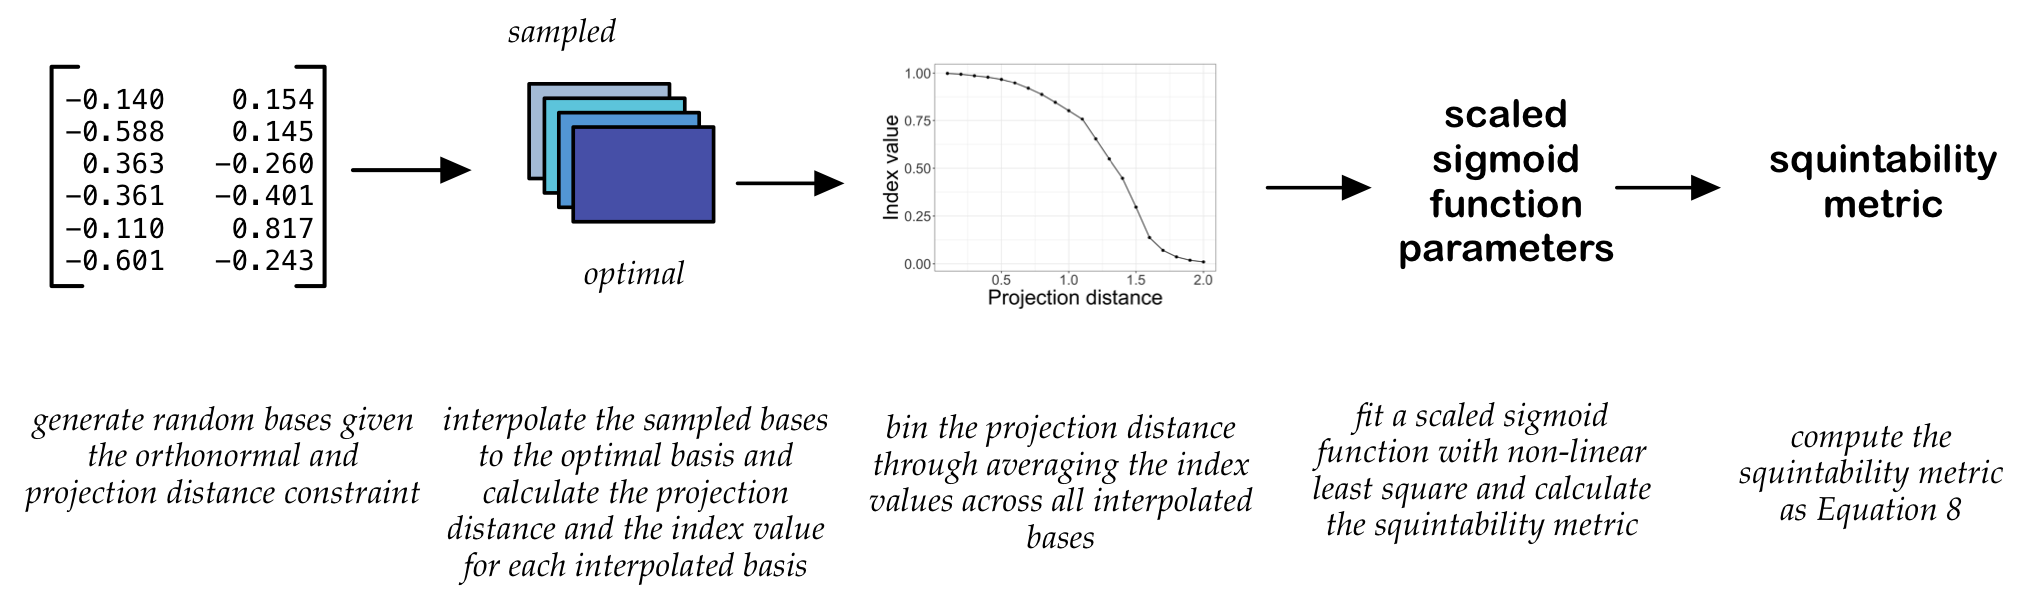 sampled
-0.140 0.154
-0.588 0.145
0.363 -0.260
-0.361 -0.401
-0.110 0.817
-0.601 -0.243
optimal
Index value
1.00
0.75
0.50
0.25
0.00
0.5 1.0 1.5 2.0
Projection distance
scaled
sigmoid
function
parameters
squintability
metric
generate random bases given
the orthonormal and
projection distance constraint
interpolate the sampled bases
to the optimal basis and
calculate the projection
distance and the index value
for each interpolated basis
bin the projection distance
through averaging the index
values across all interpolated
bases
fit a scaled sigmoid
function with non-linear
least square and calculate
the squintability metric
compute the
squintability metric
as Equation 8